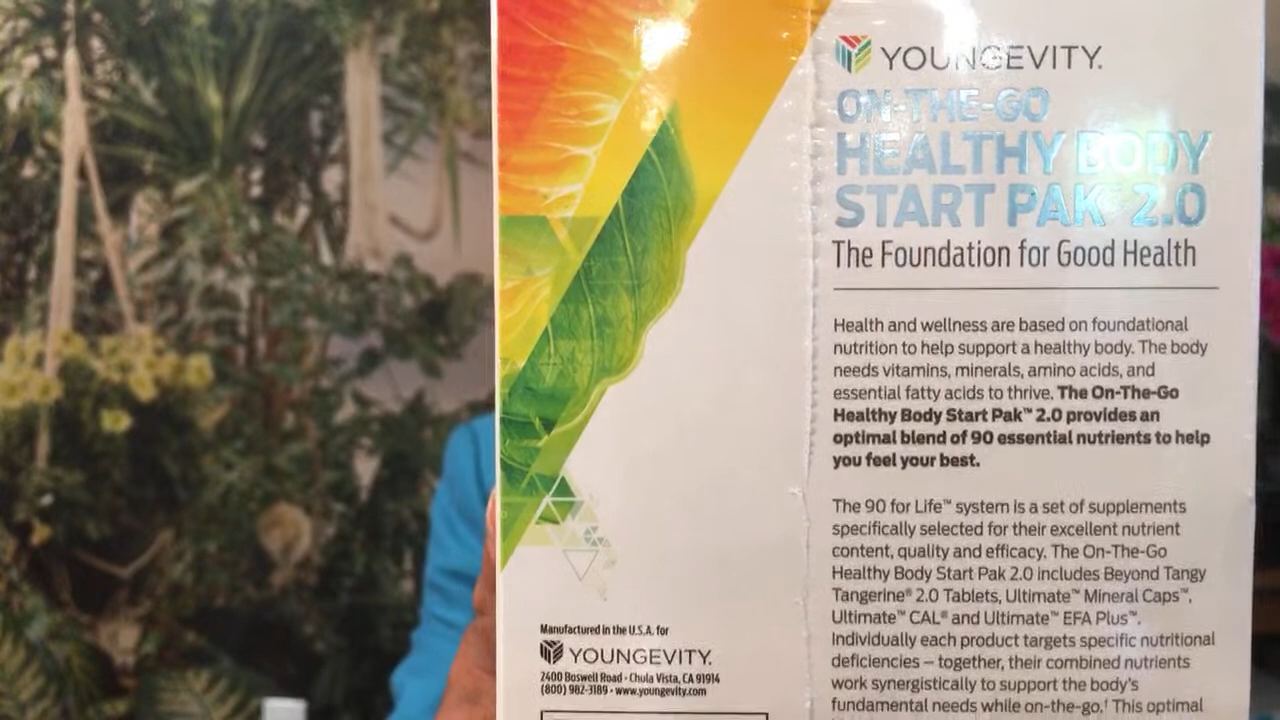 YOUNGEVITY.
ON-THE-GO
HEALTHY BODY
START PAK™ 2.0
The Foundation for Good Health
Health and wellness are based on foundational
nutrition to help support a healthy body. The body
needs vitamins, minerals, amino acids, and
essential fatty acids to thrive. The On-The-Go
Healthy Body Start Pak™ 2.0 provides an
optimal blend of 90 essential nutrients to help
you feel your best.
The 90 for Life™ system is a set of supplements
specifically selected for their excellent nutrient
content, quality and efficacy. The On-The-Go
Healthy Body Start Pak 2.0 includes Beyond Tangy
Tangerine® 2.0 Tablets, Ultimate™ Mineral Caps™,
Ultimate™ CAL® and Ultimate™ EFA Plus™.
Individually each product targets specific nutritional
deficiencies – together, their combined nutrients
work synergistically to support the body's
fundamental needs while on-the-go.† This optimal
Manufactured in the U.S.A. for
YOUNGEVITY.
2400 Boswell Road · Chula Vista, CA 91914
(800) 982-3189 · www.youngevity.com